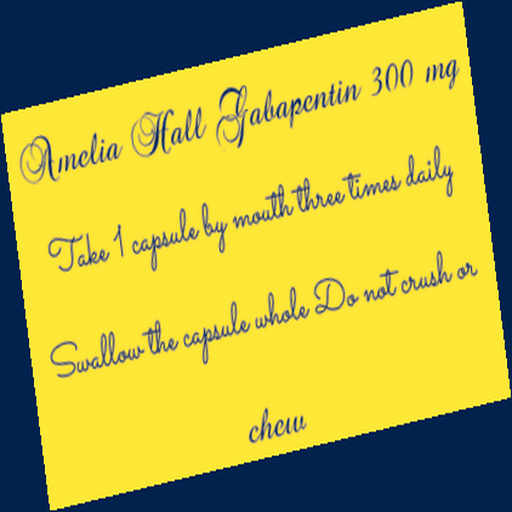 Amelia Hall Gabapentin 300 mg
Take 1 capsule by mouth three times daily
Swallow the capsule whole Do not crush or
chew